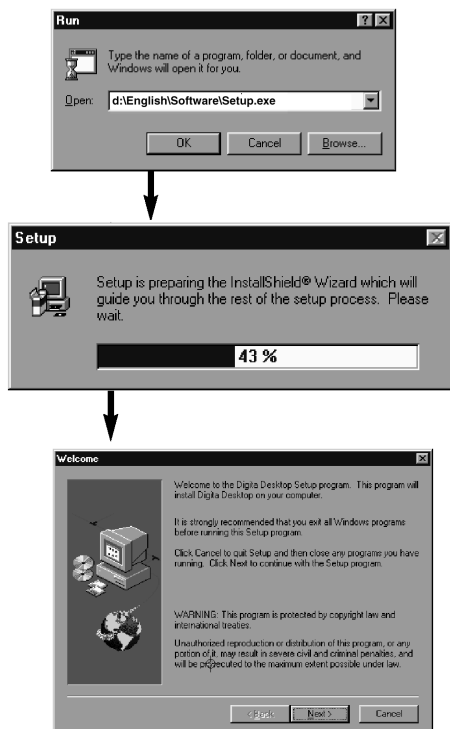 Run
Type the name of a program, folder, or document, and
Windows will open it for you.
Open:
d:\English\Software\Setup.exe
OK
Cancel
Browse...
Setup
Setup is preparing the InstallShield® Wizard which will
guide you through the rest of the setup process. Please
wait.
43 %
Welcome
Welcome to the Digita Desktop Setup program. This program will
install Digita Desktop on your computer.
It is strongly recommended that you exit all Windows programs
before running this Setup program.
Click Cancel to quit Setup and then close any programs you have
running. Click Next to continue with the Setup program.
WARNING: This program is protected by copyright law and
international treaties.
Unauthorized reproduction or distribution of this program, or any
portion of it, may result in severe civil and criminal penalties, and
will be prosecuted to the maximum extent possible under law.
< Back
Next >
Cancel